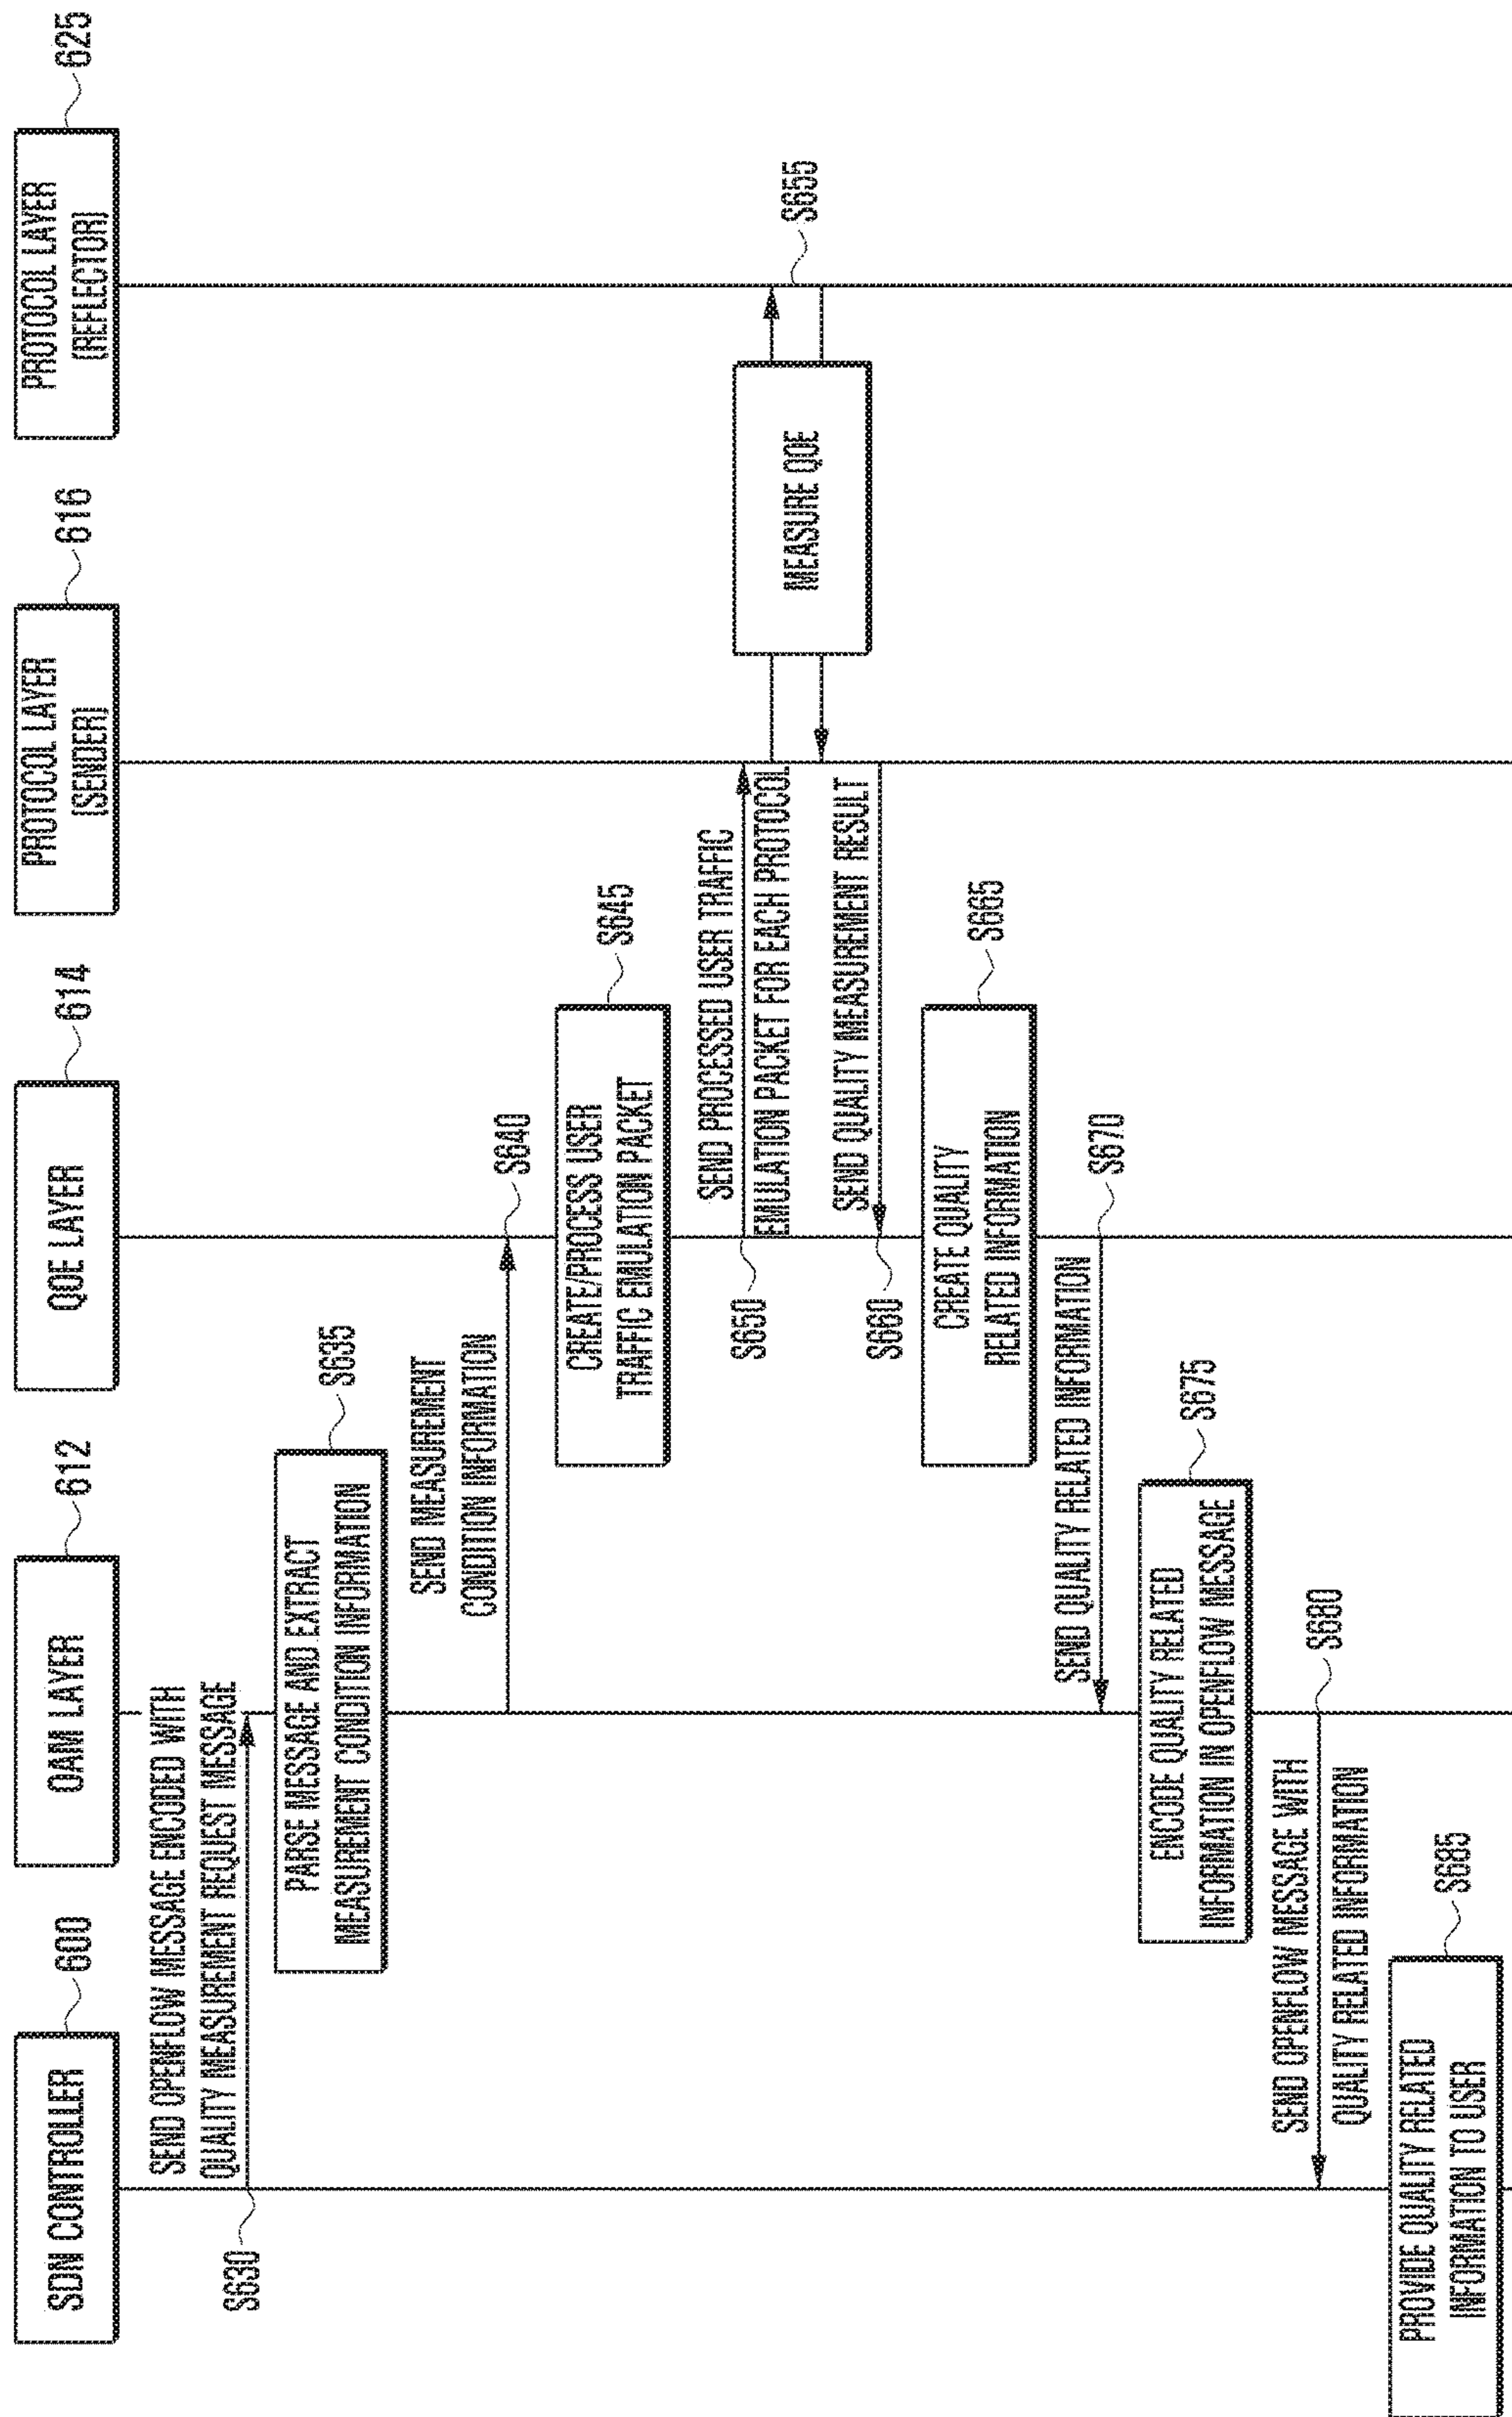 SDN CONTROLLER
600
OAM LAYER
612
QOE LAYER
614
PROTOCOL LAYER
(SENDER)
616
PROTOCOL LAYER
(REFLECTOR)
625
SEND OPENFLOW MESSAGE ENCODED WITH
QUALITY MEASUREMENT REQUEST MESSAGE
S630
PARSE MESSAGE AND EXTRACT
MEASUREMENT CONDITION INFORMATION
S635
SEND MEASUREMENT
CONDITION INFORMATION
S640
CREATE/PROCESS USER
TRAFFIC EMULATION PACKET
S645
SEND PROCESSED USER TRAFFIC
EMULATION PACKET FOR EACH PROTOCOL
S650
MEASURE QOE
S655
SEND QUALITY MEASUREMENT RESULT
S660
CREATE QUALITY
RELATED INFORMATION
S665
SEND QUALITY RELATED INFORMATION
S670
ENCODE QUALITY RELATED
INFORMATION IN OPENFLOW MESSAGE
S675
SEND OPENFLOW MESSAGE WITH
QUALITY RELATED INFORMATION
S680
PROVIDE QUALITY RELATED
INFORMATION TO USER
S685